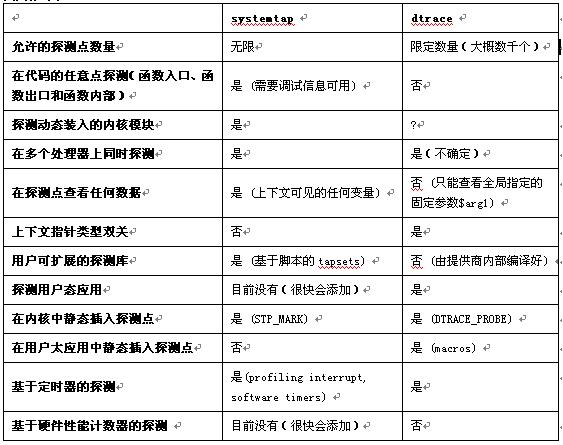 systemtap dtrace
允许的探测点数量 无限 限定数量(大概数千个)
在代码的任意点探测(函数入口、函 是 (需要调试信息可用) 否
数出口和函数内部)
探测动态装入的内核模块 是 ?
在多个处理器上同时探测 是 是(不确定)
在探测点查看任何数据 是 (上下文可见的任何变量) 否 (只能查看全局指定的
固定参数$arg1)
上下文指针类型双关 否 是
用户可扩展的探测库 是 (基于脚本的 tapsets) 否 (由提供商内部编译好)
探测用户态应用 目前没有(很快会添加) 是
在内核中静态插入探测点 是 (STP_MARK) 是 (DTRACE_PROBE)
在用户太应用中静态插入探测点 否 是 (macros)
基于定时器的探测 是(profiling interrupt, 是
software timers)
基于硬件性能计数器的探测 目前没有(很快会添加) 否